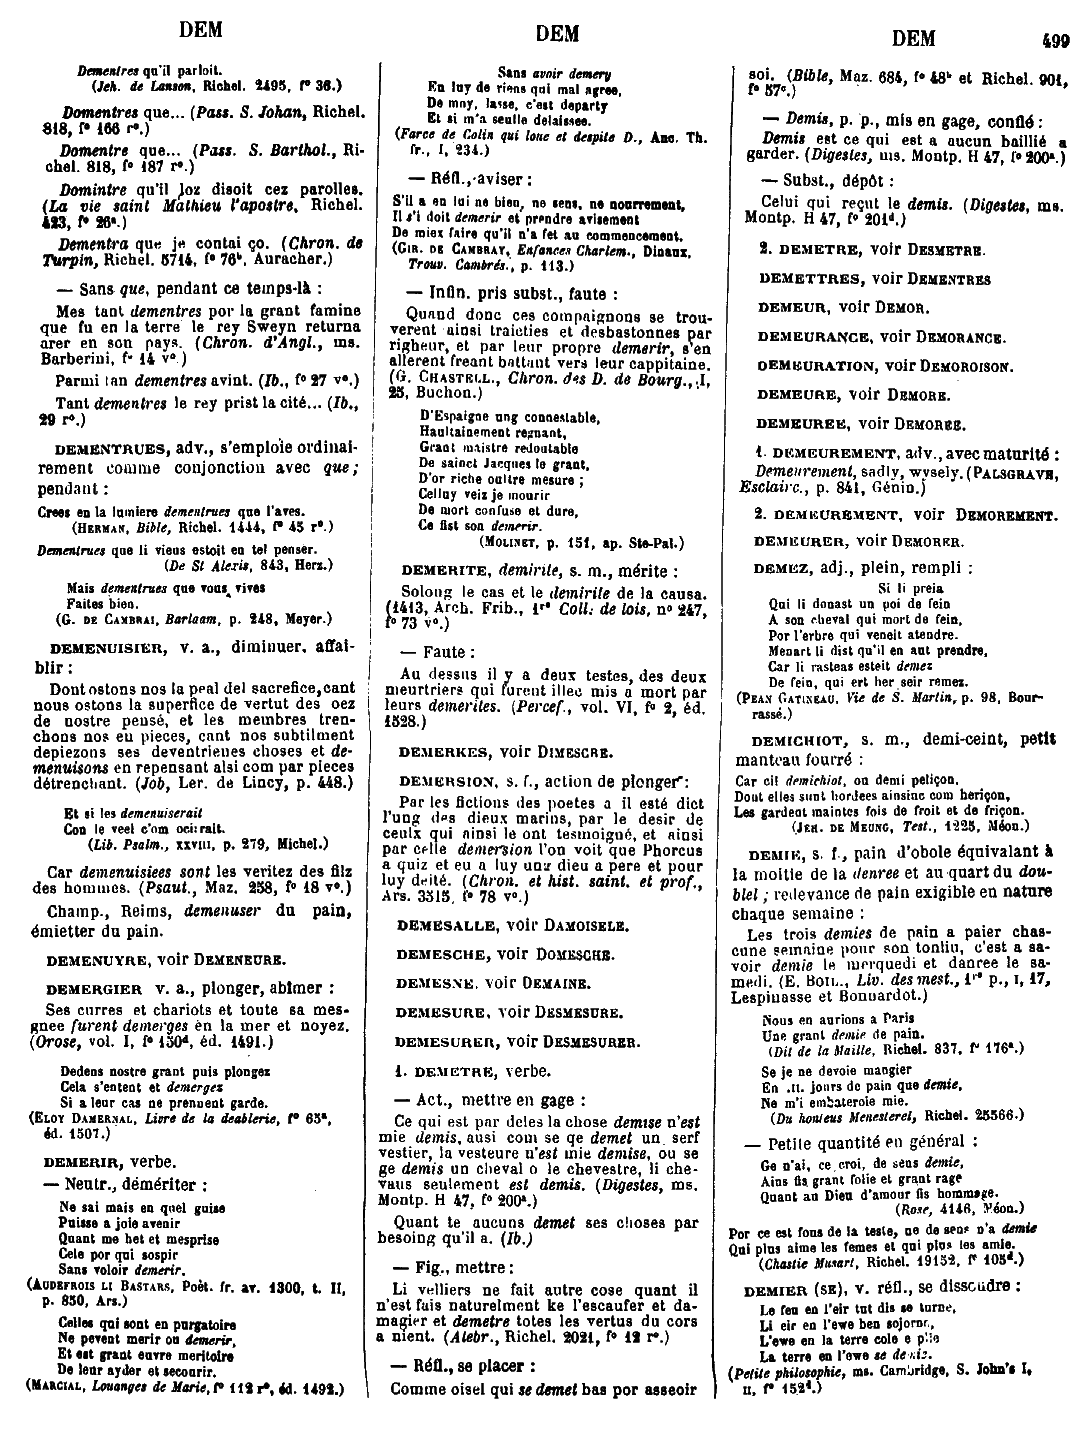 DEM
DEM
DEM
499
Dementres qu'il parloit.
(Jeh. de Lanson, Richel. 2495, f° 36.)
Domentres que... (Pass. S. Johan, Richel.
818, f° 166 r°.)
Domentre que... (Pass. S. Barthol., Ri-
chel. 818, f° 187 r°.)
Domintre qu'il loz disoit cez parolles.
(La vie saint Mathieu l'apostre, Richel.
423, f° 26ª.)
Dementra que je contai ço. (Chron. de
Turpin, Richel. 5714, f° 76ᵇ, Auracher.)
— Sans que, pendant ce temps-là :
Mes tant dementres por la grant famine
que fu en la terre le rey Sweyn returna
arer en son pays. (Chron. d'Angl., ms.
Barberini, f° 14 v°.)
Parmi tan dementres avint. (Ib., f° 27 v°.)
Tant dementres le rey prist la cité... (Ib.,
29 r°.)
DEMENTRUES, adv., s'emploie ordinai-
rement comme conjonction avec que ;
pendant :
Crees en la lumiere dementrues que l'aves.
(HERMAN, Bible, Richel. 1444, f° 45 r°.)
Dementrues que li vieus estoit en tel penser.
(De St Alexis, 843, Herz.)
Mais dementrues que vous vives
Faites bien.
(G. DE CAMBRAI, Barlaam, p. 248, Meyer.)
DEMENUISIER, v. a., diminuer, affai-
blir :
Dont ostons nos la peal del sacrefice, cant
nous ostons la superfice de vertut des oez
de nostre pensé, et les membres tren-
chons nos eu pieces, cant nos subtilment
depiezons ses deventrienes choses et de-
menuisons en repensant alsi com par pieces
détrenchant. (Job, Ler. de Lincy, p. 448.)
Et si les demenuiserait
Con le veel c'om ocirait.
(Lib. Psalm., XXVIII, p. 279, Michel.)
Car demenuisiees sont les veritez des filz
des hommes. (Psaut., Maz. 258, f° 18 v°.)
Champ., Reims, demenuser du pain,
émietter du pain.
DEMENUYRE, voir DEMENEURE.
DEMERGIER v. a., plonger, abîmer :
Ses curres et chariots et toute sa mes-
gnee furent demerges en la mer et noyez.
(Orose, vol. I, f° 150ᵈ, éd. 1491.)
Dedens nostre grant puis plongez
Cela s'entent et demergez
Si a leur cas ne prennent garde.
(ELOY DAMERNAL, Livre de la deablerie, f° 65ª,
éd. 1507.)
DEMERIR, verbe.
— Neutr., démériter :
Ne sai mais en quel guise
Puisse a joie avenir
Quant me het et mesprise
Cele por qui sospir
Sans voloir demerir.
(AUDEFROIS LI BASTARS, Poèt. fr. av. 1300, t. II,
p. 850, Ars.)
Celles qui sont en purgatoire
Ne pevent merir ou demerir,
Et est grant euvre meritoire
De leur ayder et secourir.
(MARCIAL, Louanges de Marie, f° 112 r°, éd. 1492.)
Sans avoir demery
En luy de riens qui mal agree,
De moy, lasse, c'est departy
Et si m'a seulle delaissee.
(Farce de Colin qui loue et despite D., Anc. Th.
fr., I, 234.)
— Réfl., aviser :
S'il a en lui ne bien, ne sens, ne nourrement,
Il s'i doit demerir et prendre avisement
De miex faire qu'il n'a fet au commencement.
(GIR. DE CAMBRAY, Enfances Charlem., Dinaux,
Trouv. Cambrés., p. 113.)
— Infin. pris subst., faute :
Quand donc ces compaignons se trou-
verent ainsi traicties et desbastonnes par
righeur, et par leur propre demerir, s'en
allerent freant battant vers leur cappitaine.
(G. CHASTELL., Chron. des D. de Bourg., I,
25, Buchon.)
D'Espaigne ung connestable,
Haultainement regnant,
Grant maistre redoutable
De sainct Jacques le grant,
D'or riche oultre mesure ;
Celluy veiz je mourir
De mort confuse et dure,
Ce fist son demerir.
(MOLINET, p. 151, ap. Ste-Pal.)
DEMERITE, demirite, s. m., mérite :
Solong le cas et le demirite de la causa.
(1413, Arch. Frib., 1ʳᵉ Coll. de lois, n° 247,
f° 73 v°.)
— Faute :
Au dessus il y a deux testes, des deux
meurtriers qui furent illec mis a mort par
leurs demerites. (Percef., vol. VI, f° 2, éd.
1528.)
DEMERKES, voir DIMESCRE.
DEMERSION, s. f., action de plonger :
Par les fictions des poetes a il esté dict
l'ung des dieux marins, par le desir de
ceulx qui ainsi le ont tesmoigné, et ainsi
par celle demersion l'on voit que Phorcus
a quiz et eu a luy ung dieu a pere et pour
luy deité. (Chron. et hist. saint. et prof.,
Ars. 3515, f° 78 v°.)
DEMESALLE, voir DAMOISELE.
DEMESCHE, voir DOMESCHE.
DEMESNE, voir DEMAINE.
DEMESURE, voir DESMESURE.
DEMESURER, voir DESMESURER.
1. DEMETRE, verbe.
— Act., mettre en gage :
Ce qui est par deles la chose demise n'est
mie demis, ausi com se qe demet un serf
vestier, la vesteure n'est mie demise, ou se
ge demis un cheval o le chevestre, li che-
vaus seulement est demis. (Digestes, ms.
Montp. H 47, f° 200ª.)
Quant te aucuns demet ses choses par
besoing qu'il a. (Ib.)
— Fig., mettre :
Li velliers ne fait autre cose quant il
n'est fais naturelment ke l'escaufer et da-
magier et demetre totes les vertus du cors
a nient. (Alebr., Richel. 2021, f° 12 r°.)
— Réfl., se placer :
Comme oisel qui se demet bas por asseoir
soi. (Bible, Maz. 684, f° 48ᵇ et Richel. 901,
f° 57ᶜ.)
— Demis, p. p., mis en gage, conflé :
Demis est ce qui est a aucun baillié a
garder. (Digestes, ms. Montp. H 47, f° 200ª.)
— Subst., dépôt :
Celui qui reçut le demis. (Digestes, ms.
Montp. H 47, f° 201ᵈ.)
2. DEMETRE, voir DESMETRE.
DEMETTRES, voir DEMENTRES
DEMEUR, voir DEMOR.
DEMEURANCE, voir DEMORANCE.
DEMEURATION, voir DEMOROISON.
DEMEURE, voir DEMORE.
DEMEUREE, voir DEMOREE.
1. DEMEUREMENT, adv., avec maturité :
Demeurement, sadly, wysely. (PALSGRAVE,
Esclairc., p. 841, Génin.)
2. DEMEUREMENT, voir DEMOREMENT.
DEMEURER, voir DEMORER.
DEMEZ, adj., plein, rempli :
Si li preia
Qui li donast un poi de fein
A son cheval qui mort de fein,
Por l'erbre qui veneit atendre.
Menart li dist qu'il en aut prendre,
Car li rasteas esteit demez
De fein, qui ert her seir remez.
(PEAN GATINEAU, Vie de S. Martin, p. 98, Bour-
rassé.)
DEMICHIOT, s. m., demi-ceint, petit
manteau fourré :
Car cil demichiot, ou demi peliçon,
Dout elles sunt hordees ainsinc com heriçon,
Les gardent maintes fois de froit et de friçon.
(JEH. DE MEUNG, Test., 1225, Méon.)
DEMIE, s. f., pain d'obole équivalant à
la moitie de la denree et au quart du dou-
blel ; redevance de pain exigible en nature
chaque semaine :
Les trois demies de pain a paier chas-
cune semaine pour son tonliu, c'est a sa-
voir demie le merquedi et danree le sa-
medi. (E. BOIL., Liv. des mest., 1ʳᵉ p., I, 17,
Lespinasse et Bonnardot.)
Nous en aurions a Paris
Une grant demie de pain.
(Dit de la Maille, Richel. 837, f° 176ª.)
Se je ne devoie mangier
En .II. jours de pain que demie,
Ne m'i embateroie mie.
(Du honteus Menesterel, Richel. 25566.)
— Petite quantité en général :
Ge n'ai, ce croi, de sens demie,
Ains fis grant folie et grant rage
Quant au Dieu d'amour fis hommage.
(Rose, 4146, Méon.)
Por ce est fous de la teste, ne de sens n'a demie
Qui plus aime les femes et qui plus les amie.
(Chastie Musart, Richel. 19152, f° 105ᵈ.)
DEMIER (SE), v. réfl., se dissoudre :
Le feu en l'eir tut dis se turne,
Li eir en l'ewe ben sojorne,
L'ewe en la terre cole e plie
La terre en l'ewe se demie.
(Petite philosophie, ms. Cambridge, S. John's I,
II, f° 152ᵈ.)